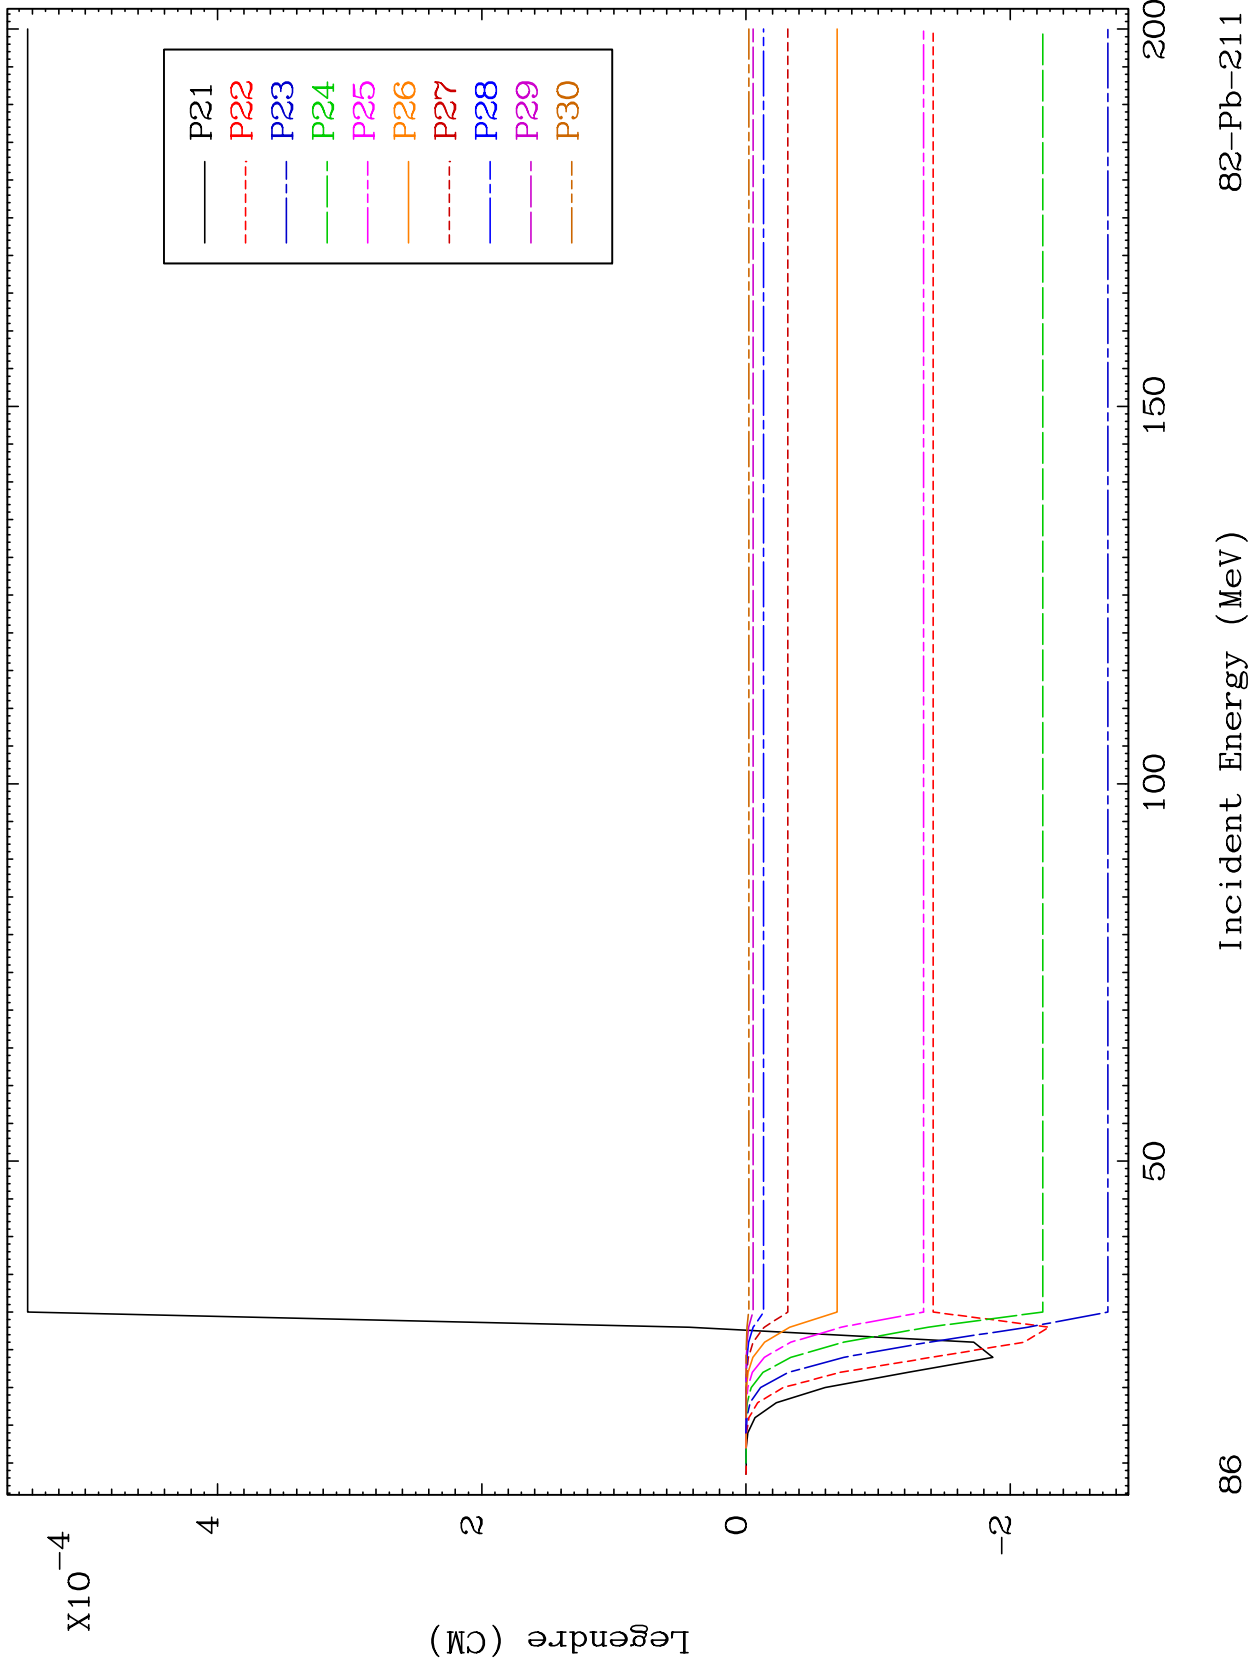 X10-4
Legendre (CM)
4
2
0
-2
P21
P22
P23
P24
P25
P26
P27
P28
P29
P30
50
100
150
200
Incident Energy (MeV)
86
82-Pb-211